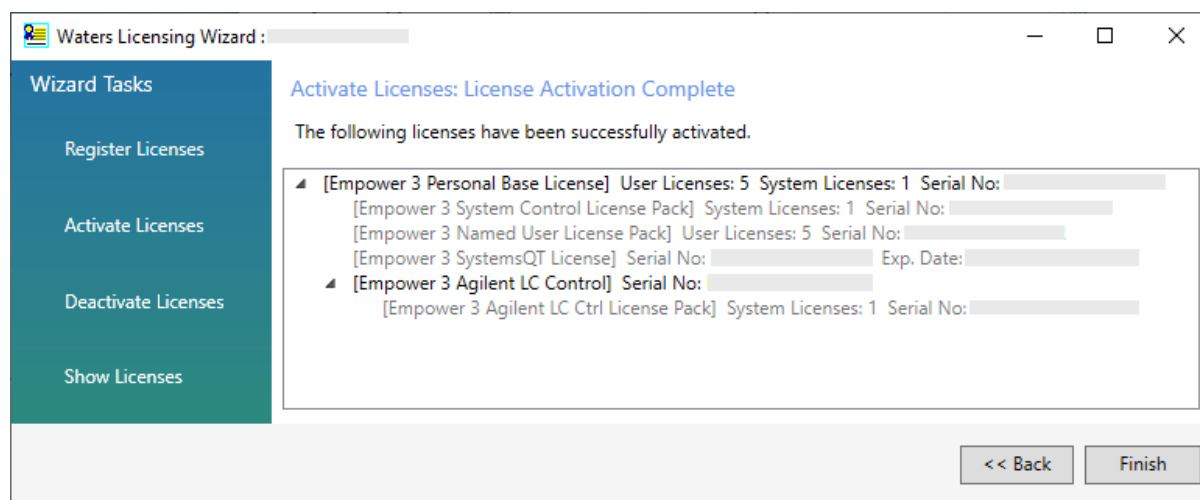 Waters Licensing Wizard :
Wizard Tasks
Register Licenses
Activate Licenses
Deactivate Licenses
Show Licenses
Activate Licenses: License Activation Complete
The following licenses have been successfully activated.
[Empower 3 Personal Base License] User Licenses: 5 System Licenses: 1 Serial No:
[Empower 3 System Control License Pack] System Licenses: 1 Serial No:
[Empower 3 Named User License Pack] User Licenses: 5 Serial No:
[Empower 3 SystemsQT License] Serial No: Exp. Date:
[Empower 3 Agilent LC Control] Serial No:
[Empower 3 Agilent LC Ctrl License Pack] System Licenses: 1 Serial No:
<< Back
Finish